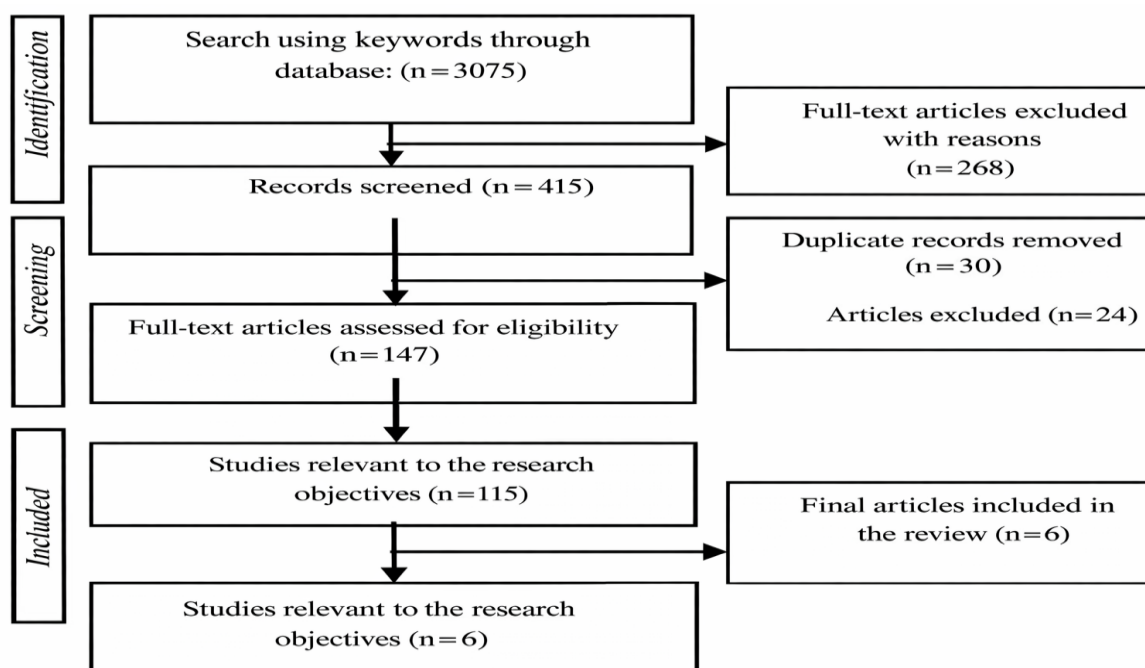 Identification
Search using keywords through
database: (n=3075)
Full-text articles excluded
with reasons
(n=268)
Records screened (n=415)
Screening
Duplicate records removed
(n=30)
Articles excluded (n=24)
Full-text articles assessed for eligibility
(n=147)
Included
Studies relevant to the research
objectives (n=115)
Final articles included in
the review (n=6)
Studies relevant to the research
objectives (n=6)